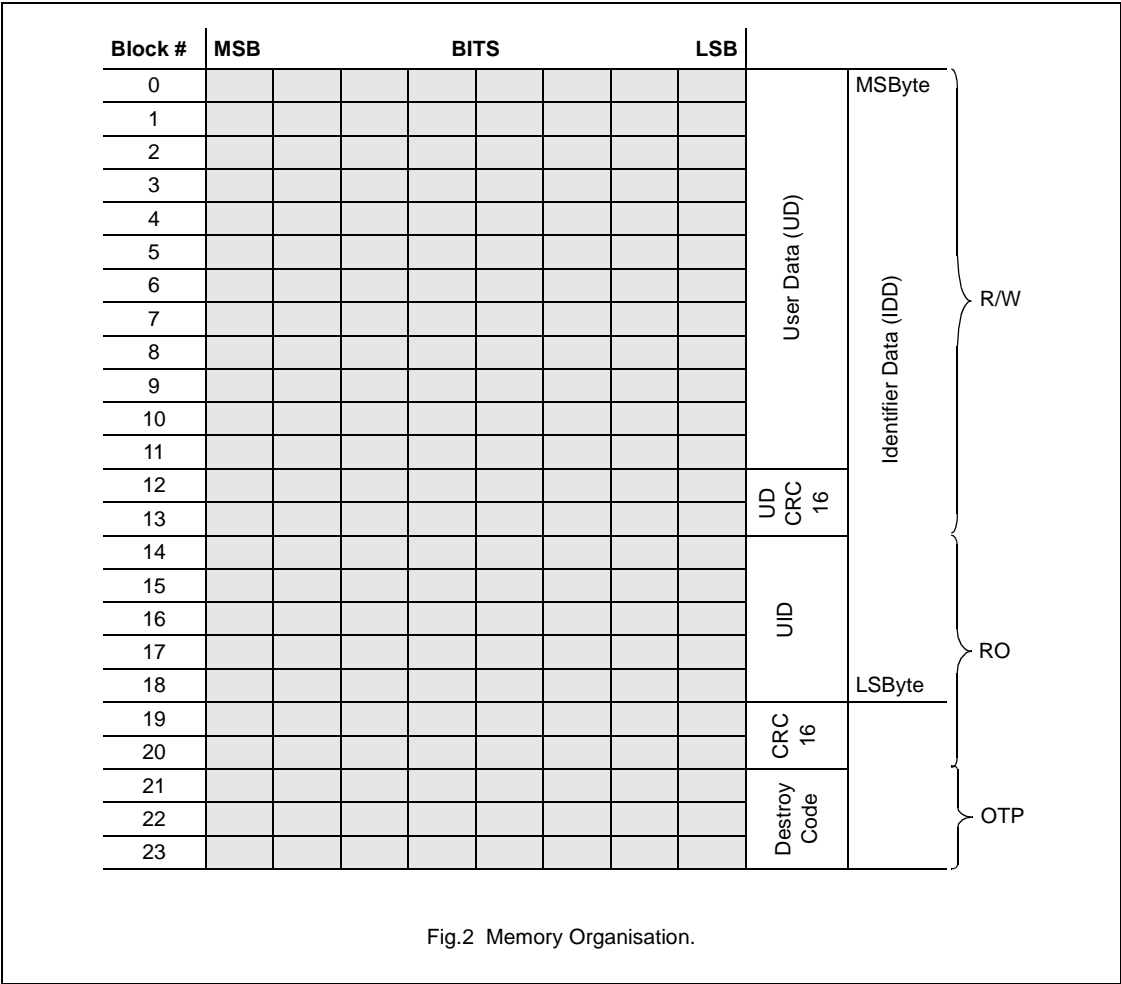 Block # MSB BITS LSB
0 MSByte
1
2
3
4
5
6
7
8
9
10
11
12
13
14
15
16
17
18 LSByte
19
20
21
22
23
User Data (UD)
UD
CRC
16
UID
CRC
16
Destroy
Code
Identifier Data (IDD)
R/W
RO
OTP
Fig.2 Memory Organisation.